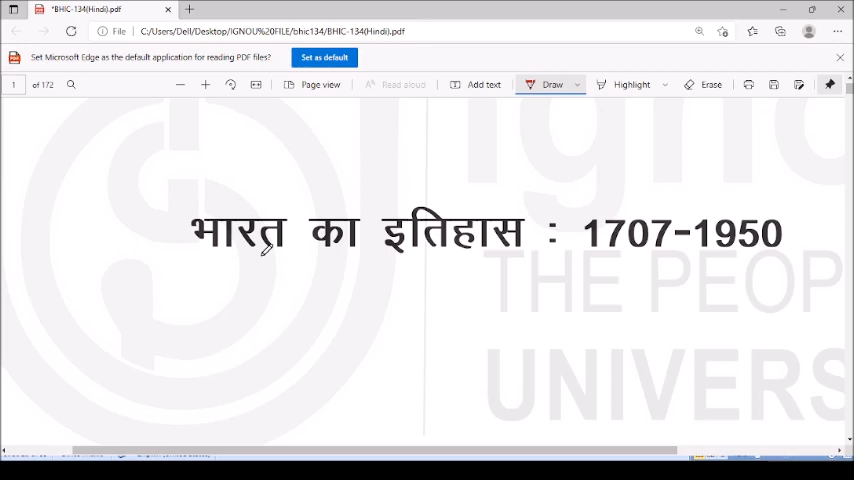 *BHIC-134(Hindi).pdf
File C:/Users/Dell/Desktop/IGNOU%20FILE/bhic134/BHIC-134(Hindi).pdf
Set Microsoft Edge as the default application for reading PDF files? Set as default
1 of 172 Page view Read aloud Add text Draw Highlight Erase
ignou
भारत का इतिहास : 1707-1950
THE PEOP
UNIVERS